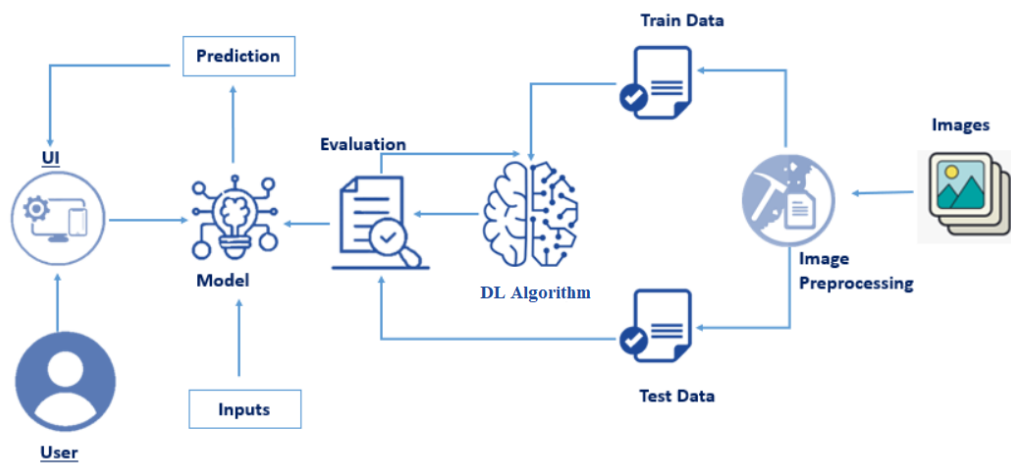 Train Data
Prediction
Images
Evaluation
UI
Image
Preprocessing
Model
DL Algorithm
Test Data
Inputs
User